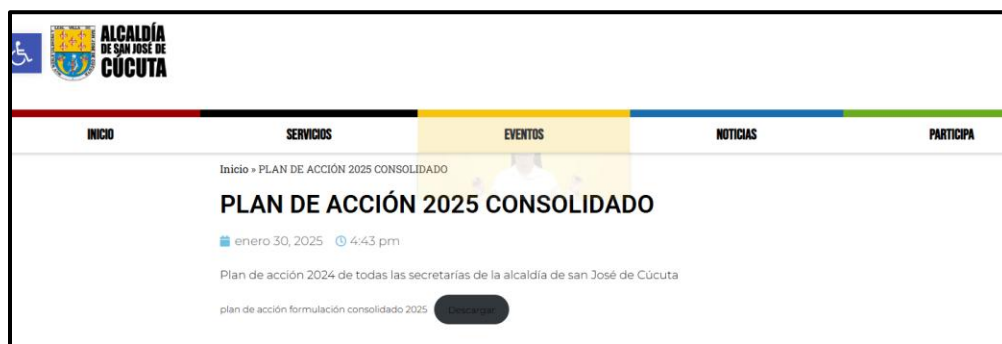 ALCALDÍA
DE SAN JOSÉ DE
CÚCUTA
INICIO
SERVICIOS
EVENTOS
NOTICIAS
PARTICIPA
Inicio » PLAN DE ACCIÓN 2025 CONSOLIDADO
PLAN DE ACCIÓN 2025 CONSOLIDADO
enero 30, 2025 4:43 pm
Plan de acción 2024 de todas las secretarías de la alcaldía de san José de Cúcuta
plan de acción formulación consolidado 2025 Descargar